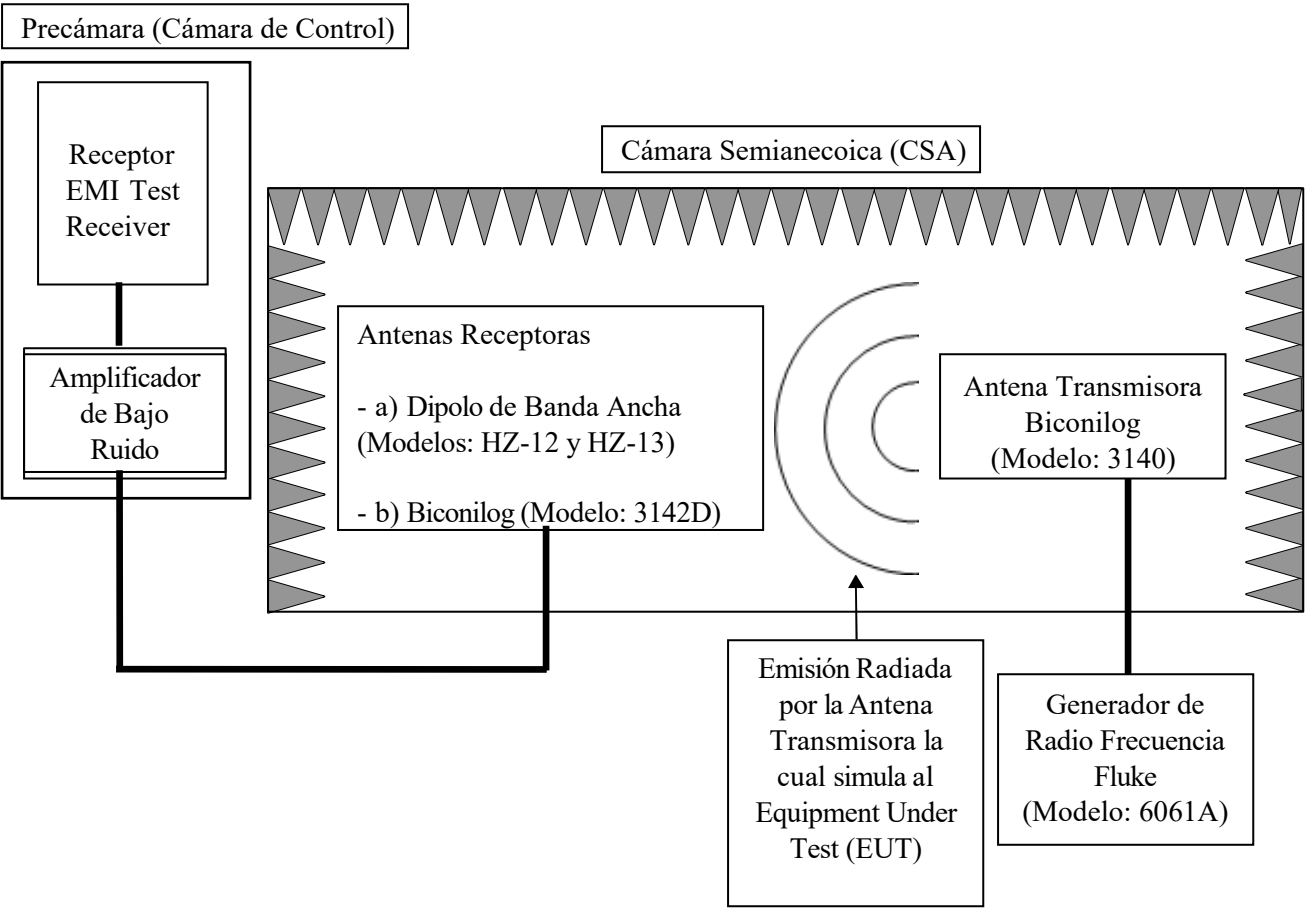 Precámara (Cámara de Control)
Receptor
EMI Test
Receiver
Amplificador
de Bajo
Ruido
Cámara Semianecoica (CSA)
Antenas Receptoras
- a) Dipolo de Banda Ancha
(Modelos: HZ-12 y HZ-13)
- b) Biconilog (Modelo: 3142D)
Antena Transmisora
Biconilog
(Modelo: 3140)
Emisión Radiada
por la Antena
Transmisora la
cual simula al
Equipment Under
Test (EUT)
Generador de
Radio Frecuencia
Fluke
(Modelo: 6061A)